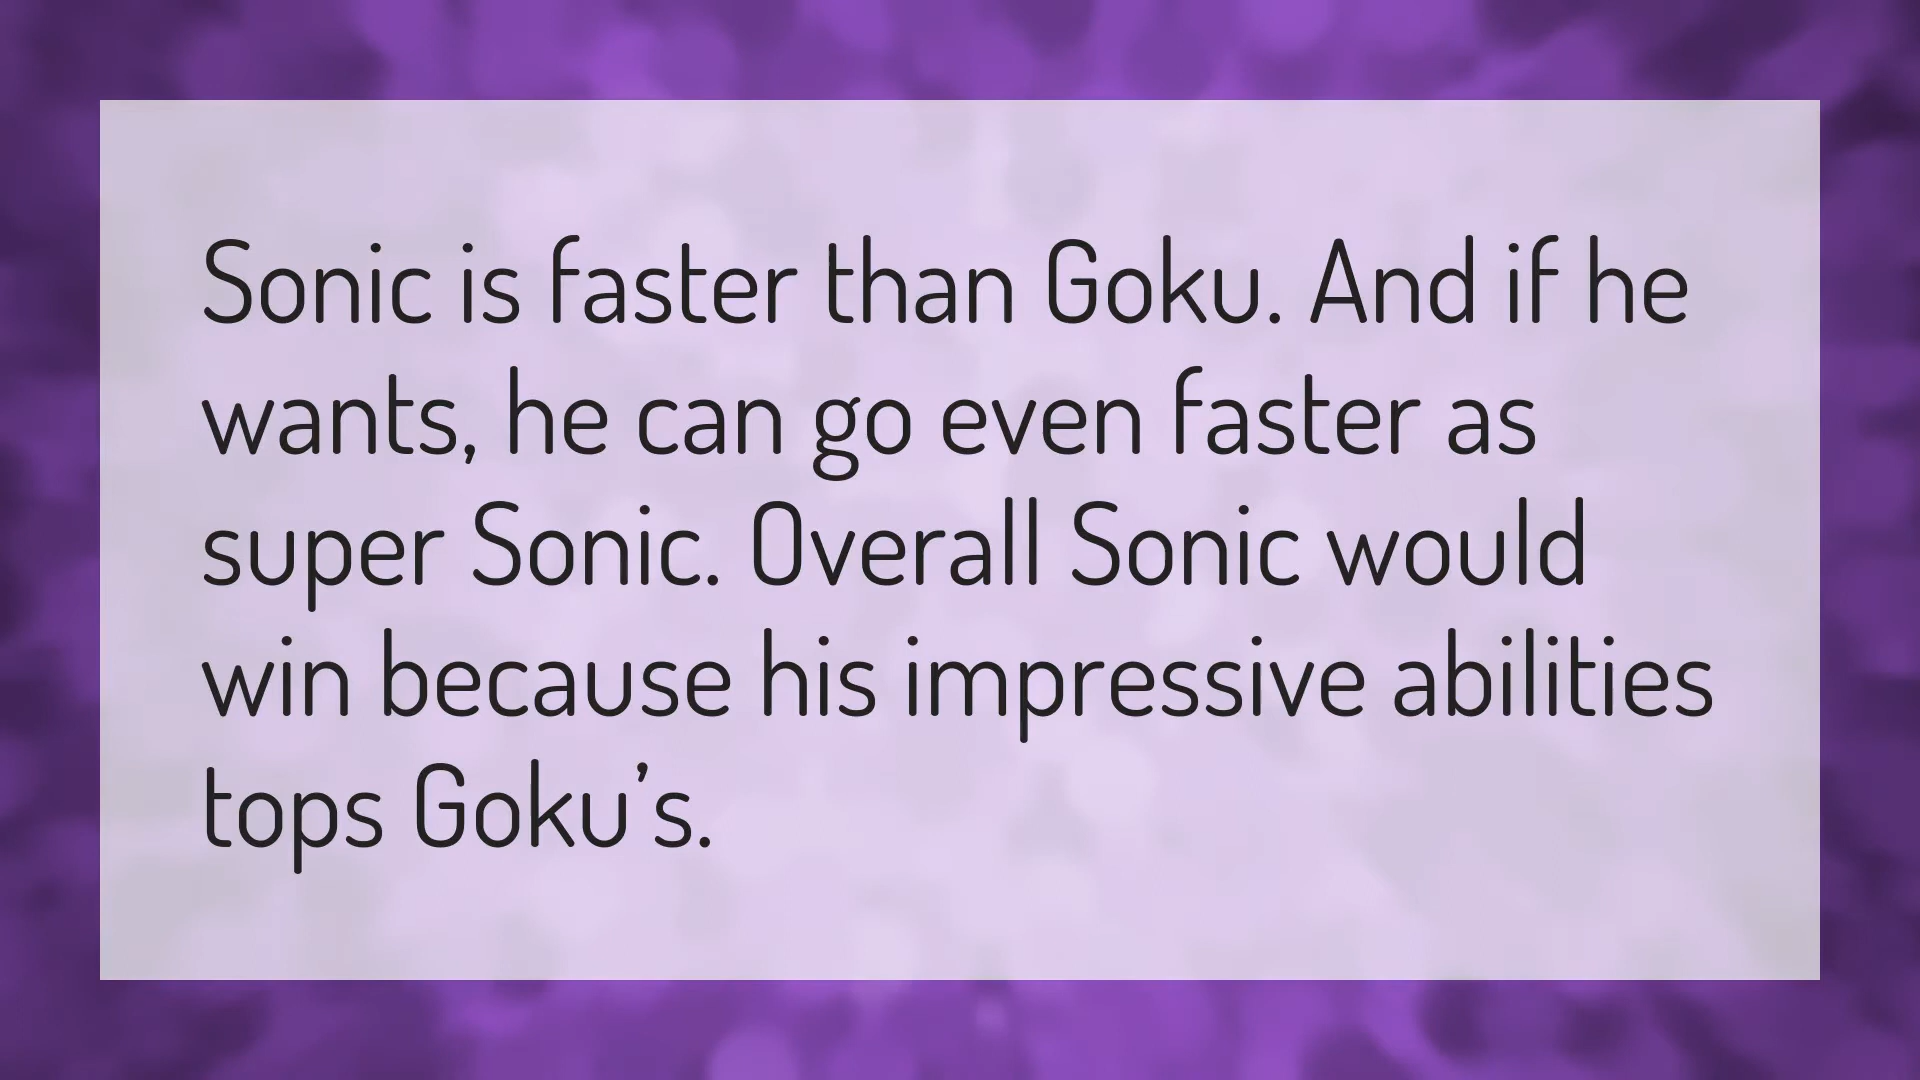 Sonic is faster than Goku. And if he
wants, he can go even faster as
super Sonic. Overall Sonic would
win because his impressive abilities
tops Goku’s.